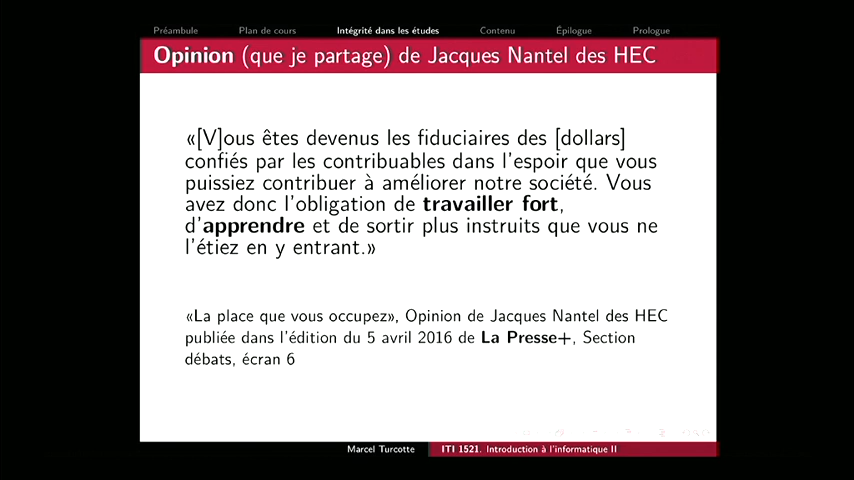 Préambule Plan de cours Intégrité dans les études Contenu Épilogue Prologue
Opinion (que je partage) de Jacques Nantel des HEC
«[V]ous êtes devenus les fiduciaires des [dollars]
confiés par les contribuables dans l'espoir que vous
puissiez contribuer à améliorer notre société. Vous
avez donc l'obligation de travailler fort,
d'apprendre et de sortir plus instruits que vous ne
l'étiez en y entrant.»
«La place que vous occupez», Opinion de Jacques Nantel des HEC
publiée dans l'édition du 5 avril 2016 de La Presse+, Section
débats, écran 6
Marcel Turcotte ITI 1521. Introduction à l'informatique II